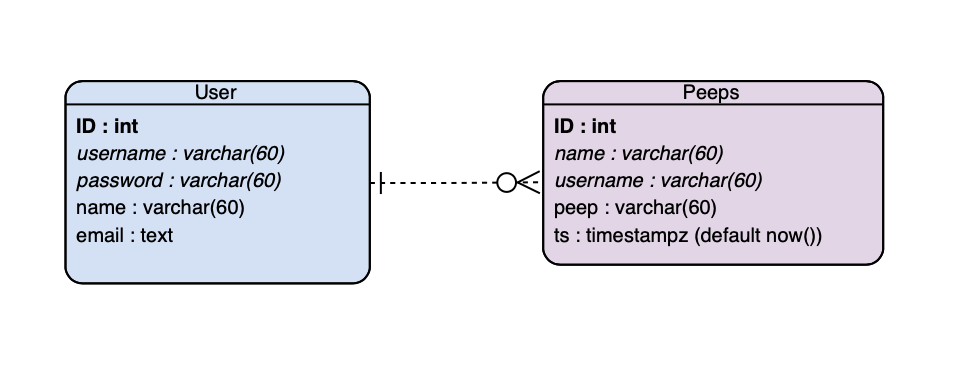 User
ID : int
username : varchar(60)
password : varchar(60)
name : varchar(60)
email : text
Peeps
ID : int
name : varchar(60)
username : varchar(60)
peep : varchar(60)
ts : timestampz (default now())